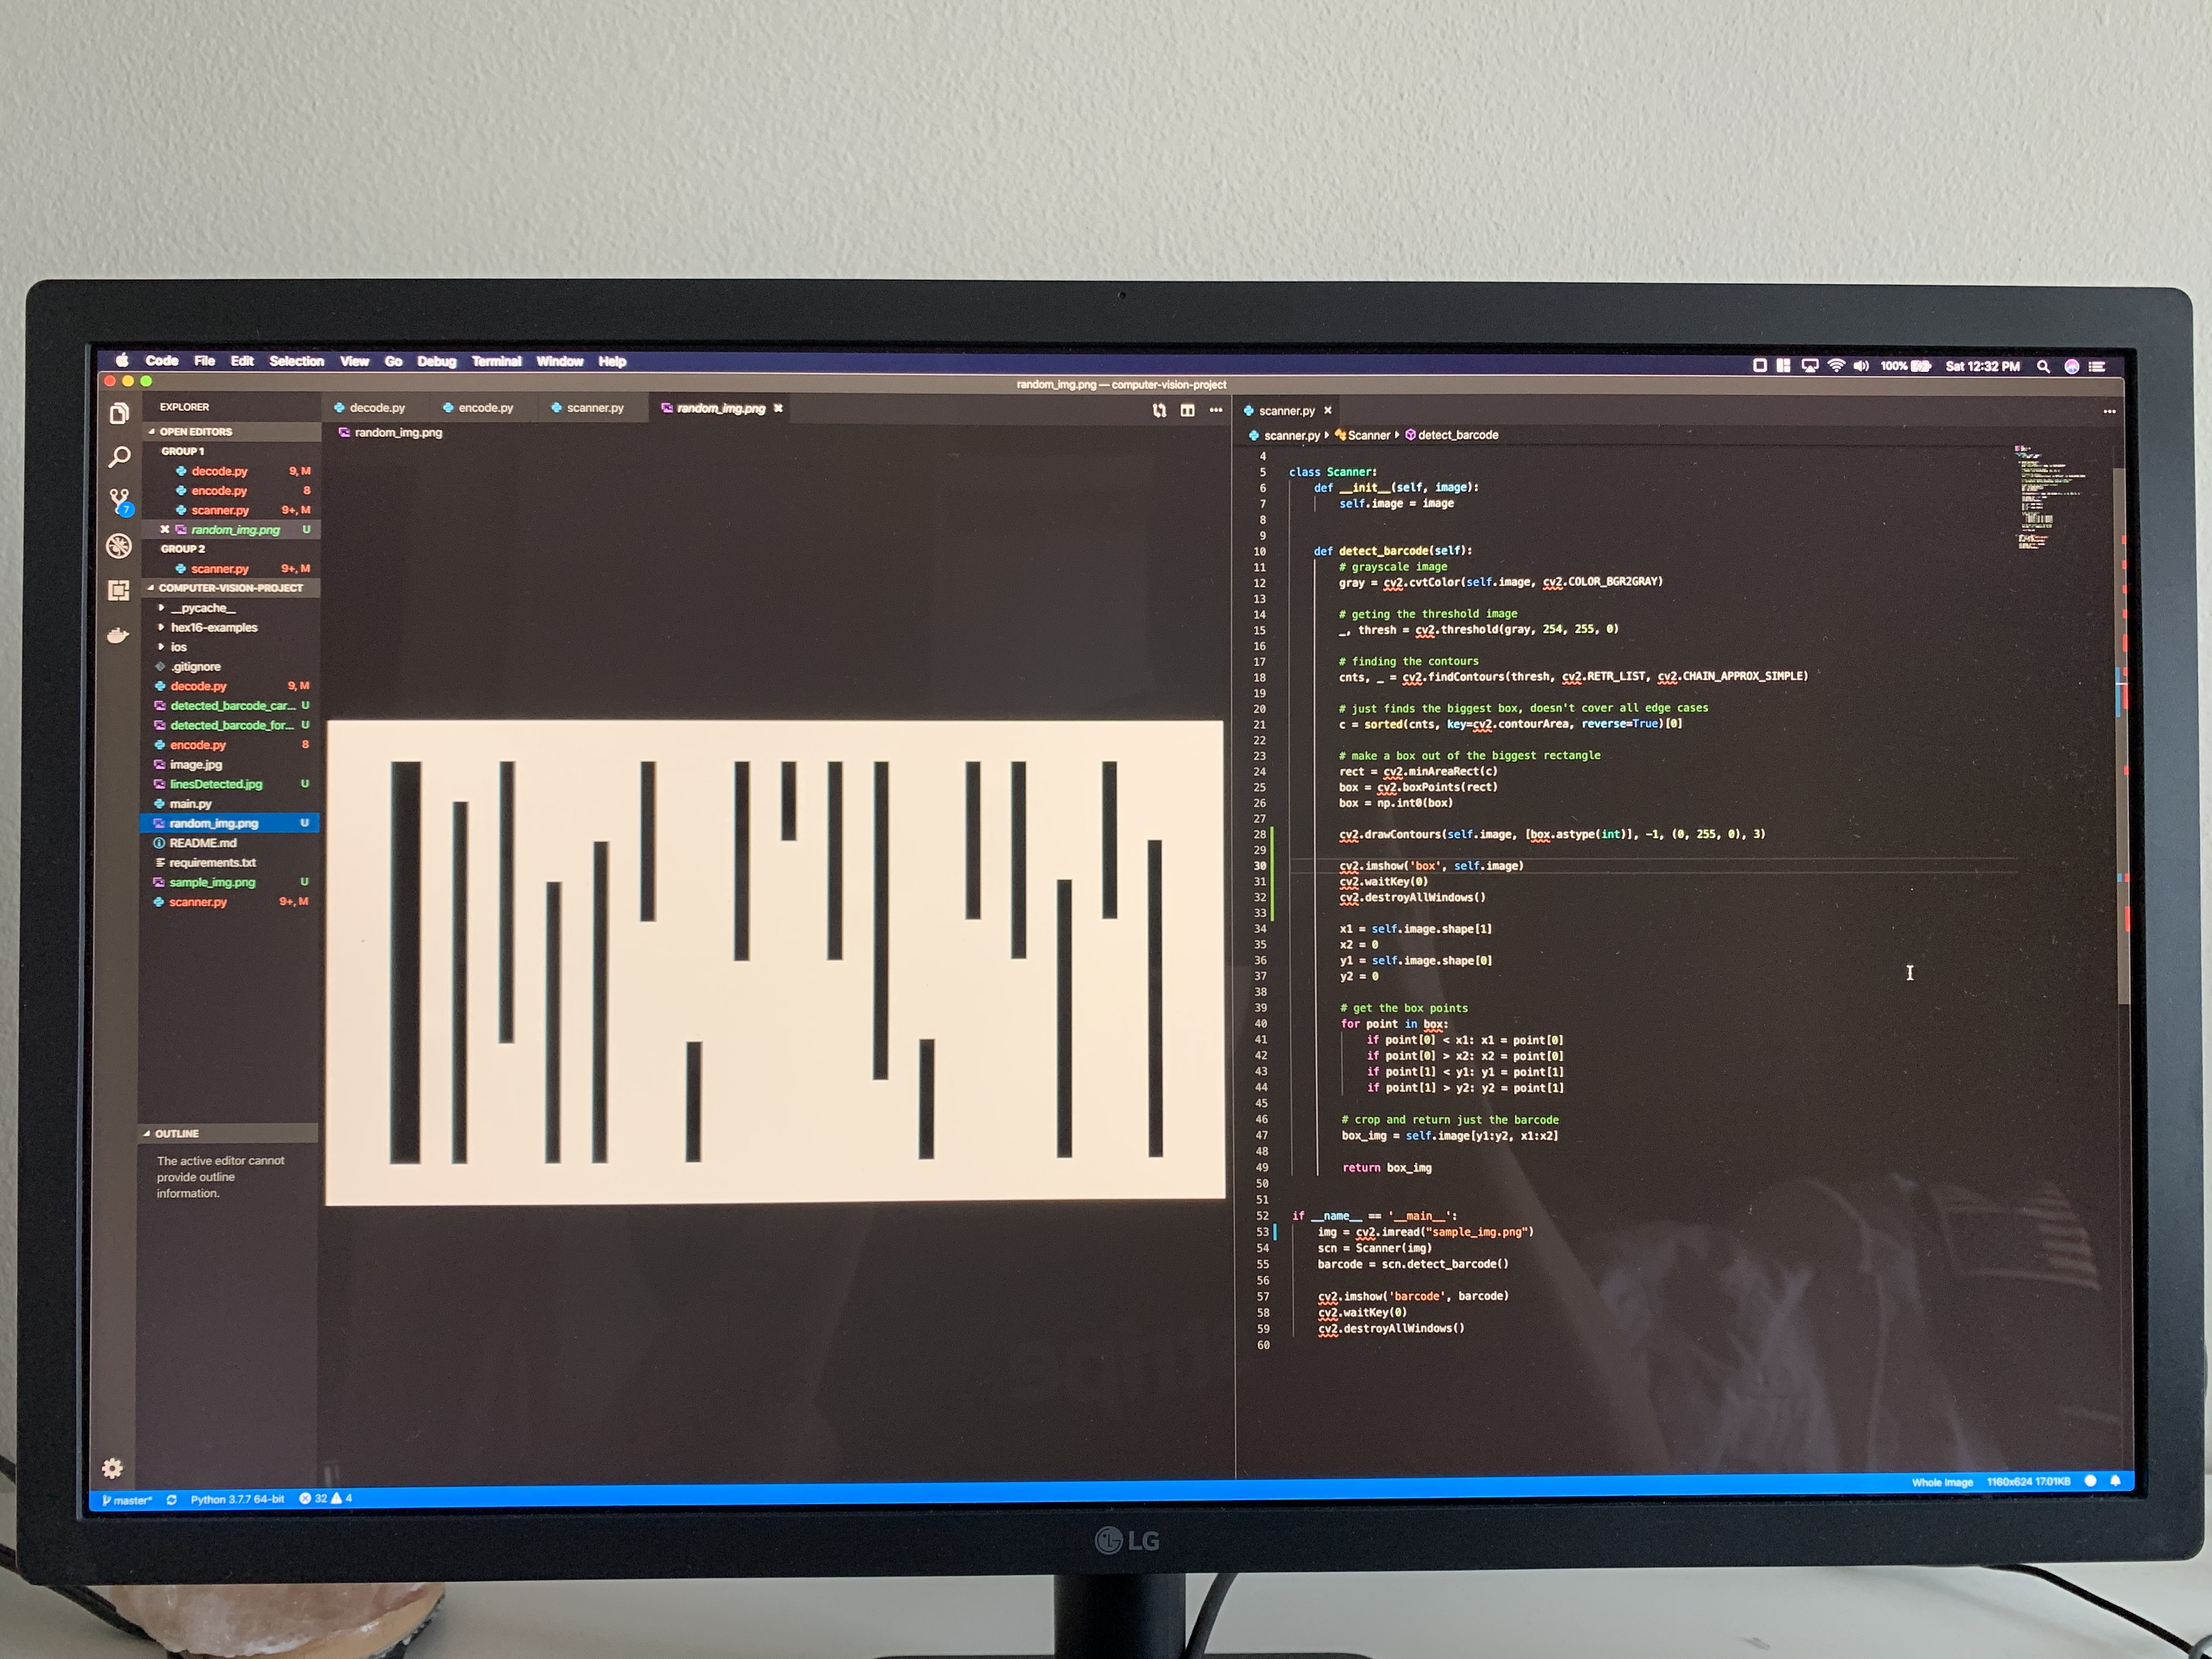 Code File Edit Selection View Go Debug Terminal Window Help
100% Sat 12:32 PM
random_img.png — computer-vision-project
EXPLORER
OPEN EDITORS
GROUP 1
decode.py 9, M
encode.py 8
scanner.py 9+, M
random_img.png U
GROUP 2
scanner.py 9+, M
COMPUTER-VISION-PROJECT
__pycache__
hex16-examples
ios
.gitignore
decode.py 9, M
detected_barcode_car... U
detected_barcode_for... U
encode.py 8
image.jpg
linesDetected.jpg U
main.py
random_img.png U
README.md
requirements.txt
sample_img.png U
scanner.py 9+, M
OUTLINE
The active editor cannot
provide outline
information.
7
decode.py encode.py scanner.py random_img.png
random_img.png
scanner.py
scanner.py Scanner detect_barcode
4
5 class Scanner:
6 def __init__(self, image):
7 self.image = image
8
9
10 def detect_barcode(self):
11 # grayscale image
12 gray = cv2.cvtColor(self.image, cv2.COLOR_BGR2GRAY)
13
14 # geting the threshold image
15 _, thresh = cv2.threshold(gray, 254, 255, 0)
16
17 # finding the contours
18 cnts, _ = cv2.findContours(thresh, cv2.RETR_LIST, cv2.CHAIN_APPROX_SIMPLE)
19
20 # just finds the biggest box, doesn't cover all edge cases
21 c = sorted(cnts, key=cv2.contourArea, reverse=True)[0]
22
23 # make a box out of the biggest rectangle
24 rect = cv2.minAreaRect(c)
25 box = cv2.boxPoints(rect)
26 box = np.int0(box)
27
28 cv2.drawContours(self.image, [box.astype(int)], -1, (0, 255, 0), 3)
29
30 cv2.imshow('box', self.image)
31 cv2.waitKey(0)
32 cv2.destroyAllWindows()
33
34 x1 = self.image.shape[1]
35 x2 = 0
36 y1 = self.image.shape[0]
37 y2 = 0
38
39 # get the box points
40 for point in box:
41 if point[0] < x1: x1 = point[0]
42 if point[0] > x2: x2 = point[0]
43 if point[1] < y1: y1 = point[1]
44 if point[1] > y2: y2 = point[1]
45
46 # crop and return just the barcode
47 box_img = self.image[y1:y2, x1:x2]
48
49 return box_img
50
51
52 if __name__ == '__main__':
53 img = cv2.imread("sample_img.png")
54 scn = Scanner(img)
55 barcode = scn.detect_barcode()
56
57 cv2.imshow('barcode', barcode)
58 cv2.waitKey(0)
59 cv2.destroyAllWindows()
60
master* Python 3.7.7 64-bit 32 4
Whole Image 1160x624 17.01KB
LG